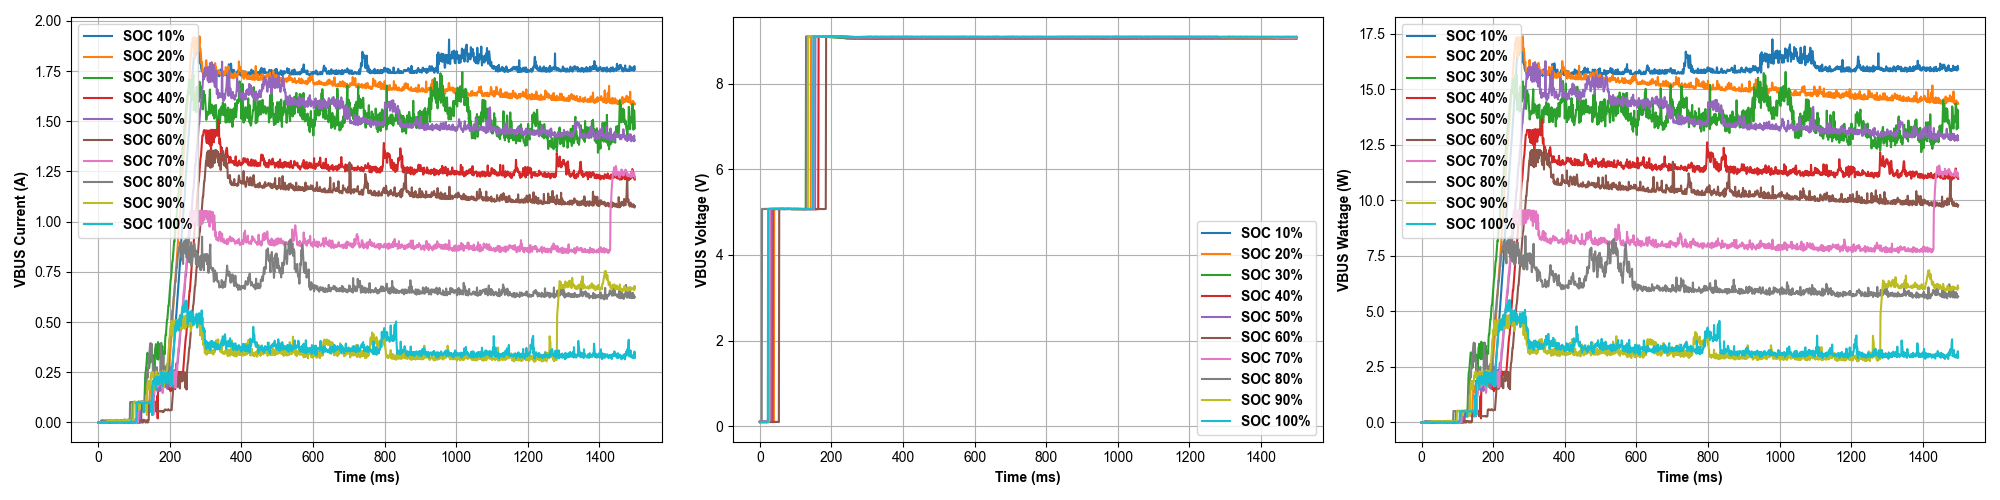 VBUS Current (A)
2.00
1.75
1.50
1.25
1.00
0.75
0.50
0.25
0.00
SOC 10%
SOC 20%
SOC 30%
SOC 40%
SOC 50%
SOC 60%
SOC 70%
SOC 80%
SOC 90%
SOC 100%
0 200 400 600 800 1000 1200 1400
Time (ms)
VBUS Voltage (V)
8
6
4
2
0
SOC 10%
SOC 20%
SOC 30%
SOC 40%
SOC 50%
SOC 60%
SOC 70%
SOC 80%
SOC 90%
SOC 100%
0 200 400 600 800 1000 1200 1400
Time (ms)
VBUS Wattage (W)
17.5
15.0
12.5
10.0
7.5
5.0
2.5
0.0
SOC 10%
SOC 20%
SOC 30%
SOC 40%
SOC 50%
SOC 60%
SOC 70%
SOC 80%
SOC 90%
SOC 100%
0 200 400 600 800 1000 1200 1400
Time (ms)